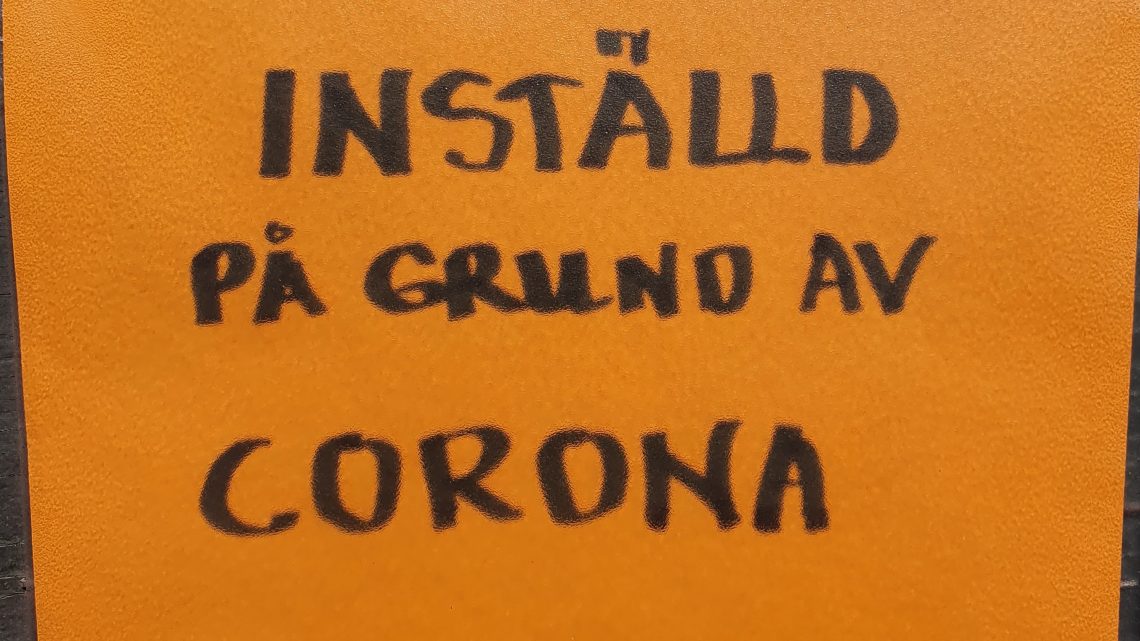 INSTÄLLD
PÅ GRUND AV
CORONA